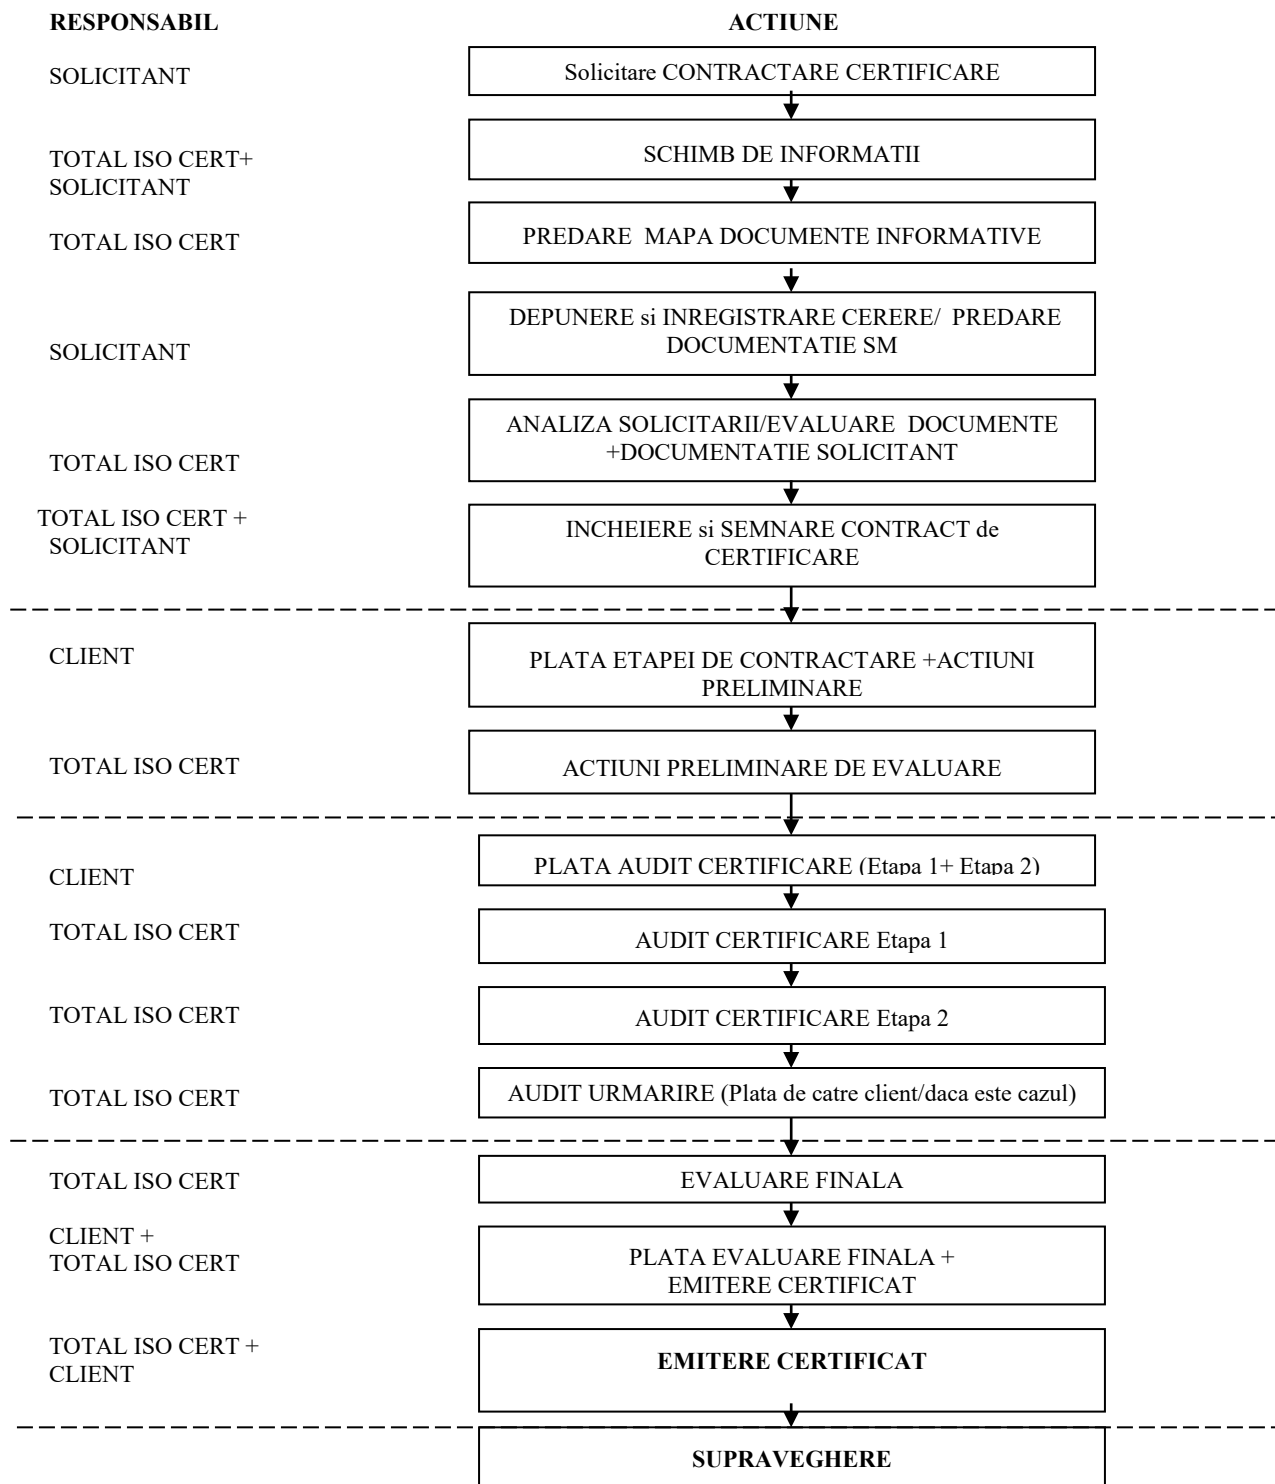 RESPONSABIL ACTIUNE
SOLICITANT Solicitare CONTRACTARE CERTIFICARE
TOTAL ISO CERT+ SCHIMB DE INFORMATII
SOLICITANT
TOTAL ISO CERT PREDARE MAPA DOCUMENTE INFORMATIVE
DEPUNERE si INREGISTRARE CERERE/ PREDARE
SOLICITANT DOCUMENTATIE SM
ANALIZA SOLICITARII/EVALUARE DOCUMENTE
+DOCUMENTATIE SOLICITANT
TOTAL ISO CERT
TOTAL ISO CERT + INCHEIERE si SEMNARE CONTRACT de
SOLICITANT CERTIFICARE
CLIENT PLATA ETAPEI DE CONTRACTARE +ACTIUNI
PRELIMINARE
TOTAL ISO CERT ACTIUNI PRELIMINARE DE EVALUARE
CLIENT PLATA AUDIT CERTIFICARE (Etapa 1+ Etapa 2)
TOTAL ISO CERT AUDIT CERTIFICARE Etapa 1
TOTAL ISO CERT AUDIT CERTIFICARE Etapa 2
TOTAL ISO CERT AUDIT URMARIRE (Plata de catre client/daca este cazul)
TOTAL ISO CERT EVALUARE FINALA
CLIENT + PLATA EVALUARE FINALA +
TOTAL ISO CERT EMITERE CERTIFICAT
TOTAL ISO CERT + EMITERE CERTIFICAT
CLIENT
SUPRAVEGHERE